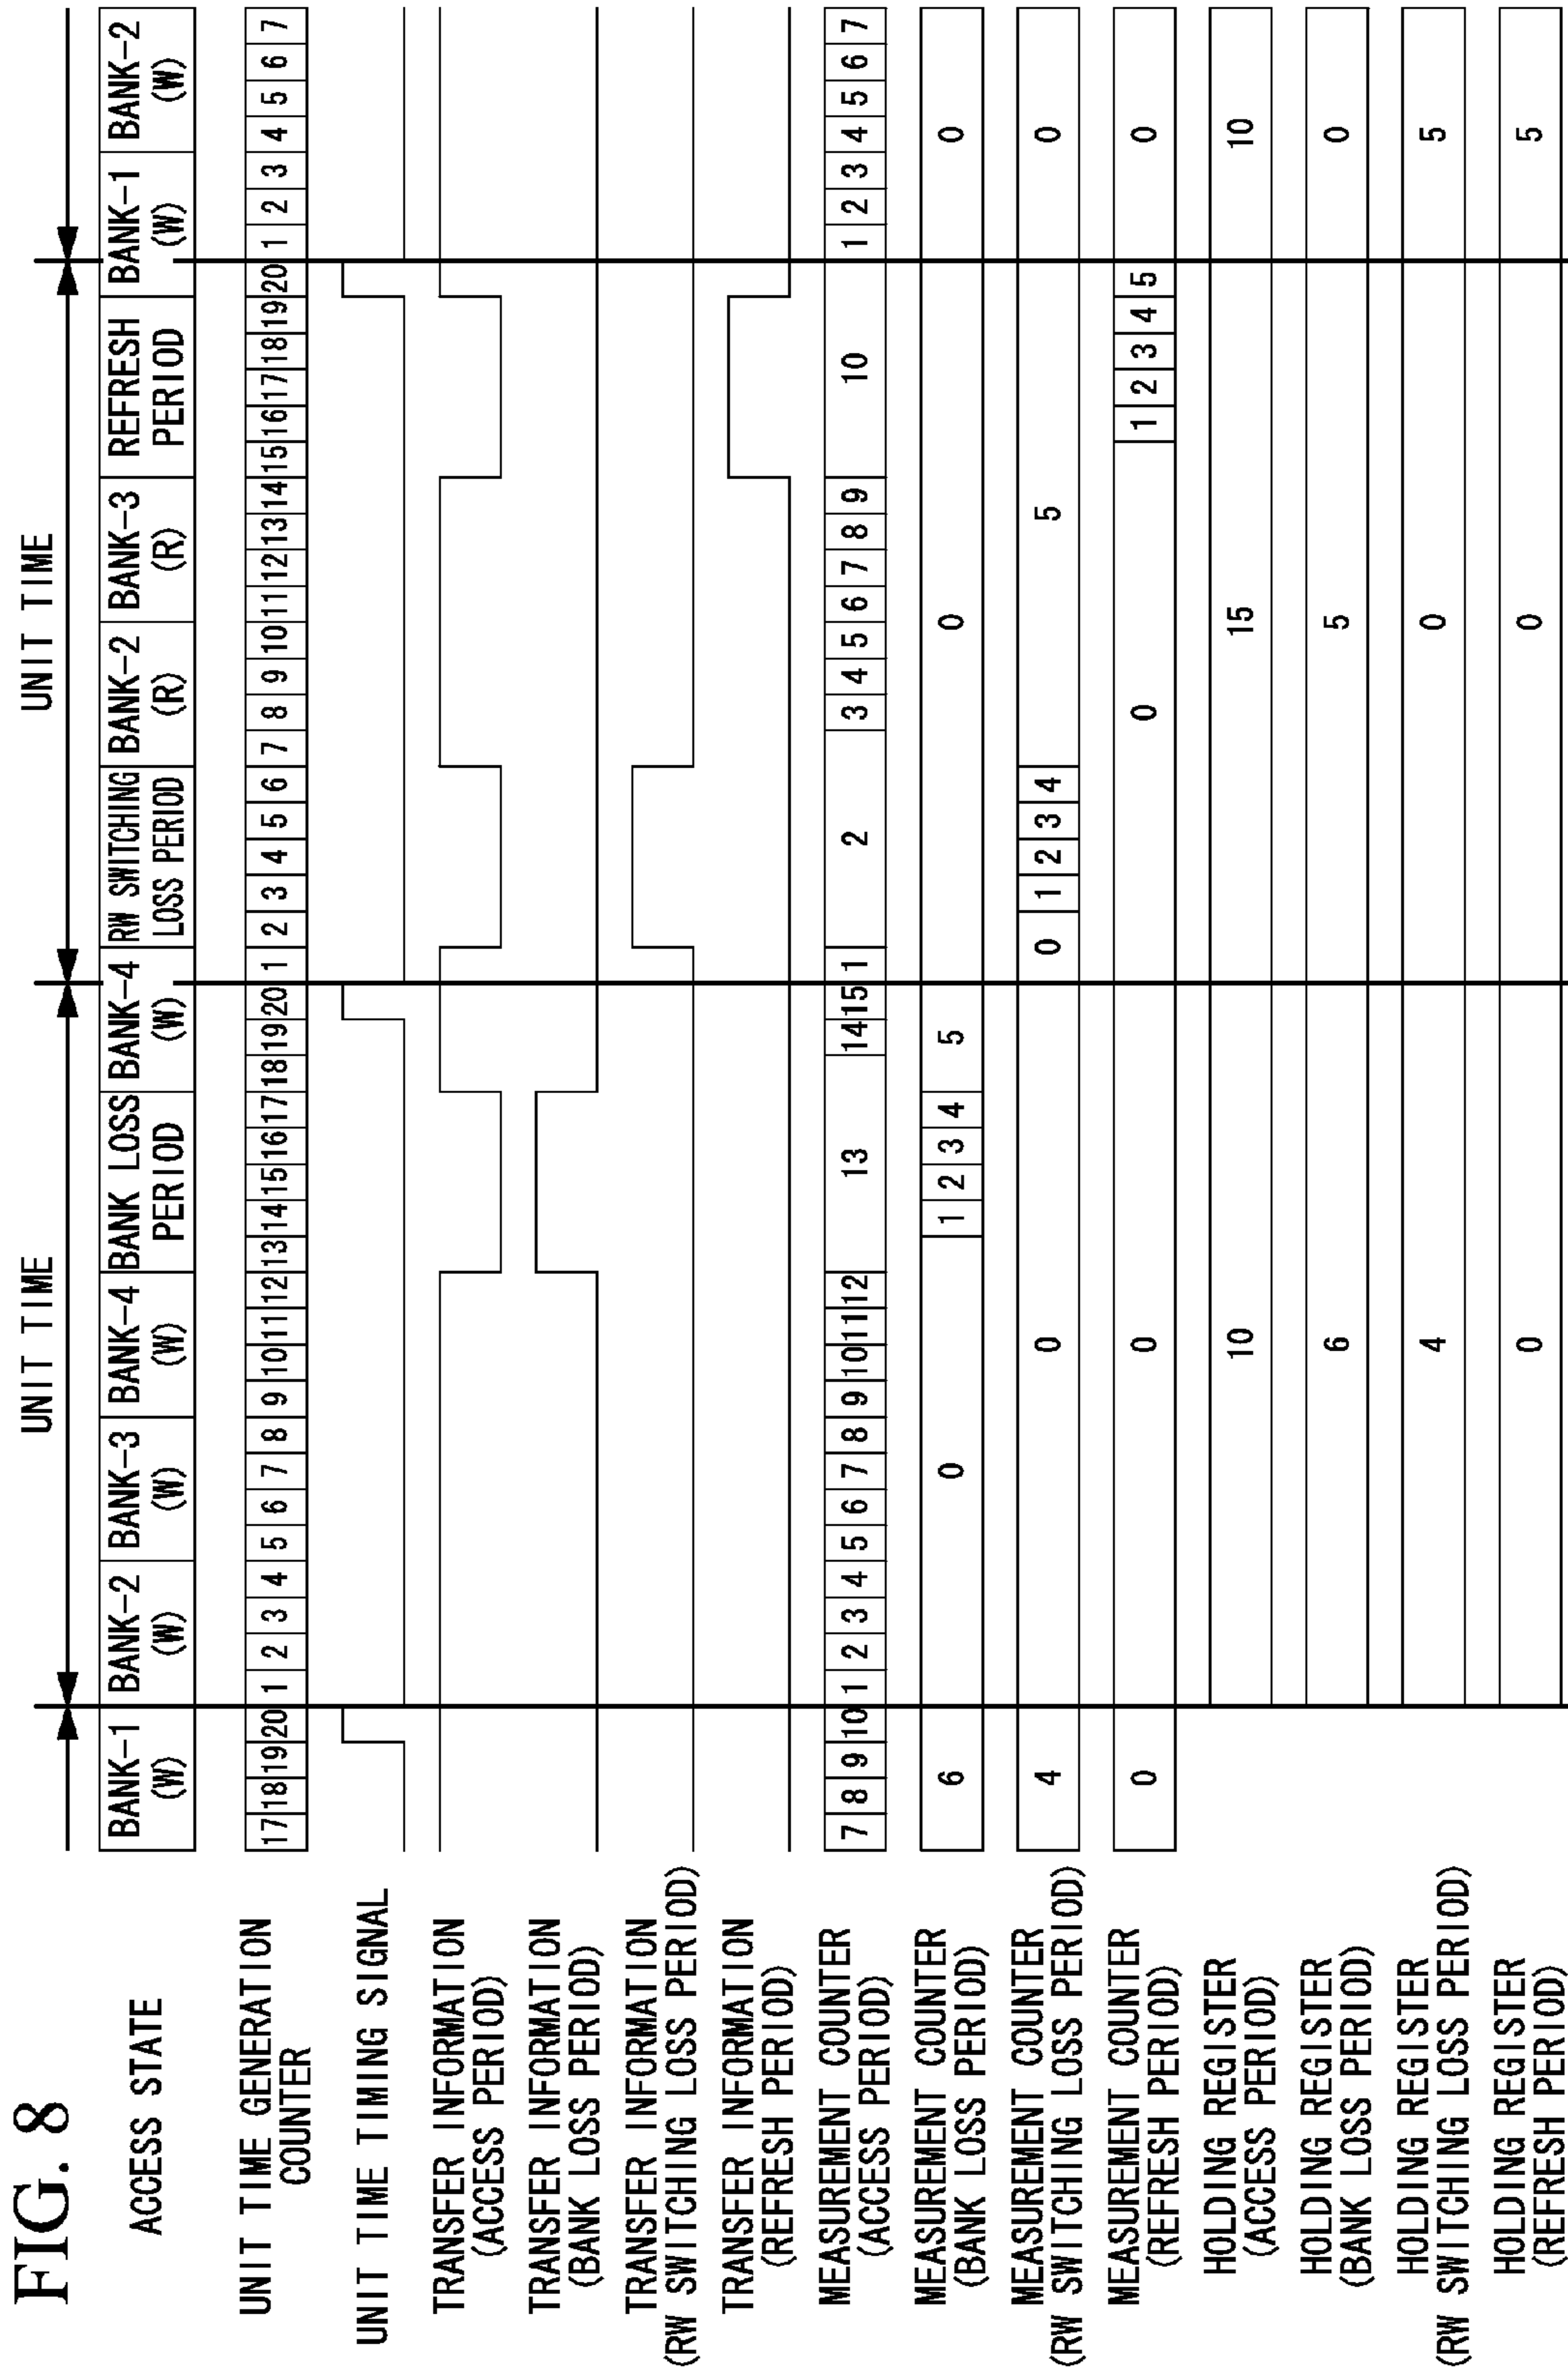 FIG. 8
UNIT TIME UNIT TIME
ACCESS STATE
BANK-1 (W) BANK-2 (W) BANK-3 (W) BANK-4 (W) BANK LOSS PERIOD BANK-4 (W) RW SWITCHING LOSS PERIOD BANK-2 (R) BANK-3 (R) REFRESH PERIOD BANK-1 (W) BANK-2 (W)
UNIT TIME GENERATION
COUNTER
17 18 19 20 1 2 3 4 5 6 7 8 9 10 11 12 13 14 15 16 17 18 19 20 1 2 3 4 5 6 7 8 9 10 11 12 13 14 15 16 17 18 19 20 1 2 3 4 5 6 7
UNIT TIME TIMING SIGNAL
TRANSFER INFORMATION
(ACCESS PERIOD)
TRANSFER INFORMATION
(BANK LOSS PERIOD)
TRANSFER INFORMATION
(RW SWITCHING LOSS PERIOD)
TRANSFER INFORMATION
(REFRESH PERIOD)
MEASUREMENT COUNTER
(ACCESS PERIOD)
7 8 9 10 1 2 3 4 5 6 7 8 9 10 11 12 13 14 15 1 2 3 4 5 6 7 8 9 10 1 2 3 4 5 6 7
MEASUREMENT COUNTER
(BANK LOSS PERIOD)
6 0 1 2 3 4 5 0 0
MEASUREMENT COUNTER
(RW SWITCHING LOSS PERIOD)
4 0 0 1 2 3 4 5 0
MEASUREMENT COUNTER
(REFRESH PERIOD)
0 0 0 1 2 3 4 5 0
HOLDING REGISTER
(ACCESS PERIOD)
10 15 10
HOLDING REGISTER
(BANK LOSS PERIOD)
6 5 0
HOLDING REGISTER
(RW SWITCHING LOSS PERIOD)
4 0 5
HOLDING REGISTER
(REFRESH PERIOD)
0 0 5